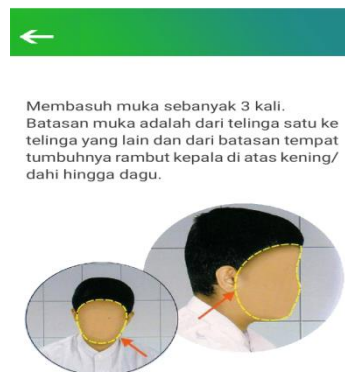 Membasuh muka sebanyak 3 kali.
Batasan muka adalah dari telinga satu ke
telinga yang lain dan dari batasan tempat
tumbuhnya rambut kepala di atas kening/
dahi hingga dagu.